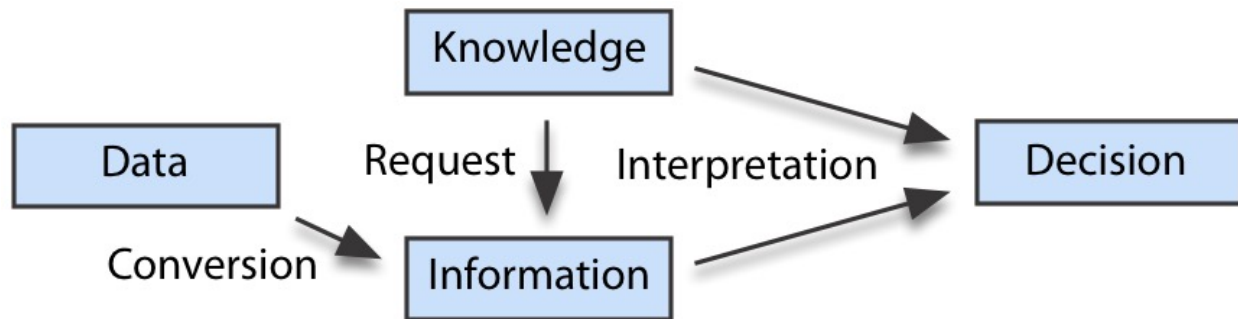 Knowledge
Data
Request
Interpretation
Decision
Conversion
Information